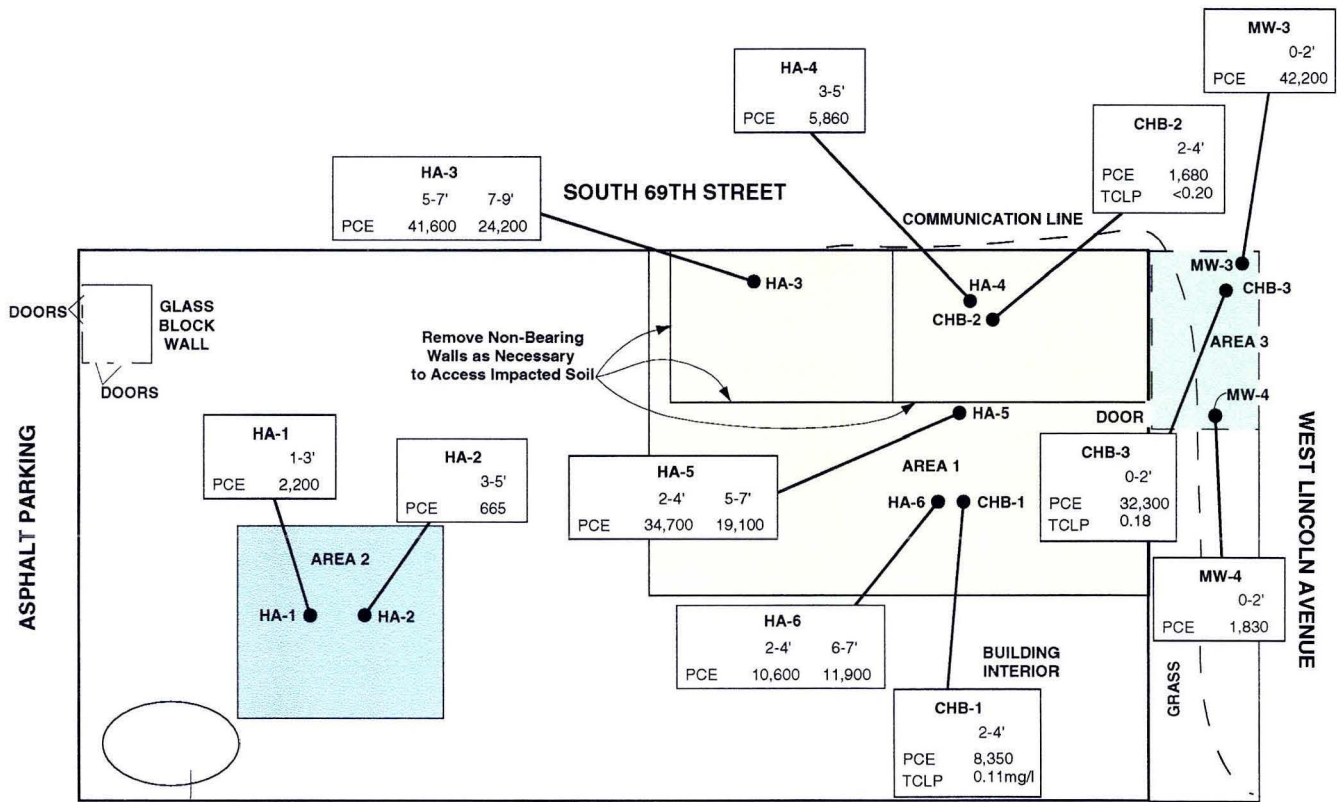 MW-3
0-2'
PCE 42,200
HA-4
3-5'
PCE 5,860
CHB-2
2-4'
PCE 1,680
TCLP <0.20
HA-3
5-7' 7-9'
PCE 41,600 24,200
SOUTH 69TH STREET
COMMUNICATION LINE
DOORS
GLASS
BLOCK
WALL
DOORS
HA-3
HA-4
CHB-2
MW-3
CHB-3
AREA 3
MW-4
Remove Non-Bearing
Walls as Necessary
to Access Impacted Soil
HA-5
DOOR
ASPHALT PARKING
WEST LINCOLN AVENUE
HA-1
1-3'
PCE 2,200
HA-2
3-5'
PCE 665
HA-5
2-4' 5-7'
PCE 34,700 19,100
AREA 1
HA-6
CHB-1
CHB-3
0-2'
PCE 32,300
TCLP 0.18
AREA 2
HA-1
HA-2
MW-4
0-2'
PCE 1,830
HA-6
2-4' 6-7'
PCE 10,600 11,900
BUILDING
INTERIOR
GRASS
CHB-1
2-4'
PCE 8,350
TCLP 0.11mg/l